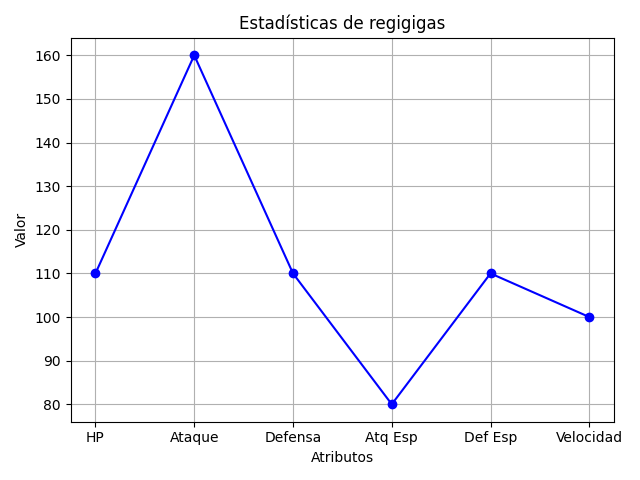 Estadísticas de regigigas
Valor
160
150
140
130
120
110
100
90
80
HP Ataque Defensa Atq Esp Def Esp Velocidad
Atributos